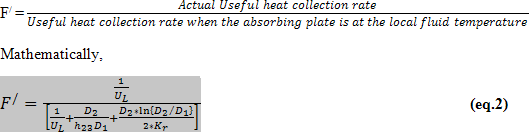 F/ = Actual Useful heat collection rate / Useful heat collection rate when the absorbing plate is at the local fluid temperature
Mathematically,
F/ = (1/U_L) / [1/U_L + D_2/(h_23 D_1) + D_2*ln{D_2/D_1}/(2*K_r)] (eq.2)